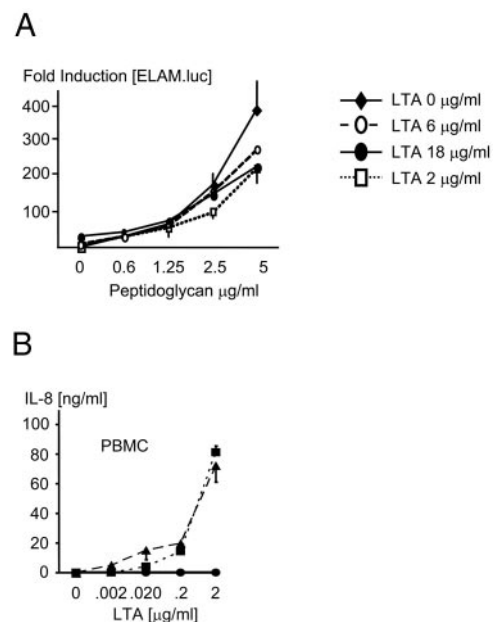 A
Fold Induction [ELAM.luc]
400
300
200
100
0 0.6 1.25 2.5 5
Peptidoglycan µg/ml
LTA 0 µg/ml
LTA 6 µg/ml
LTA 18 µg/ml
LTA 2 µg/ml
B
IL-8 [ng/ml]
100
80
60
40
20
0
PBMC
0 .002 .020 .2 2
LTA [µg/ml]